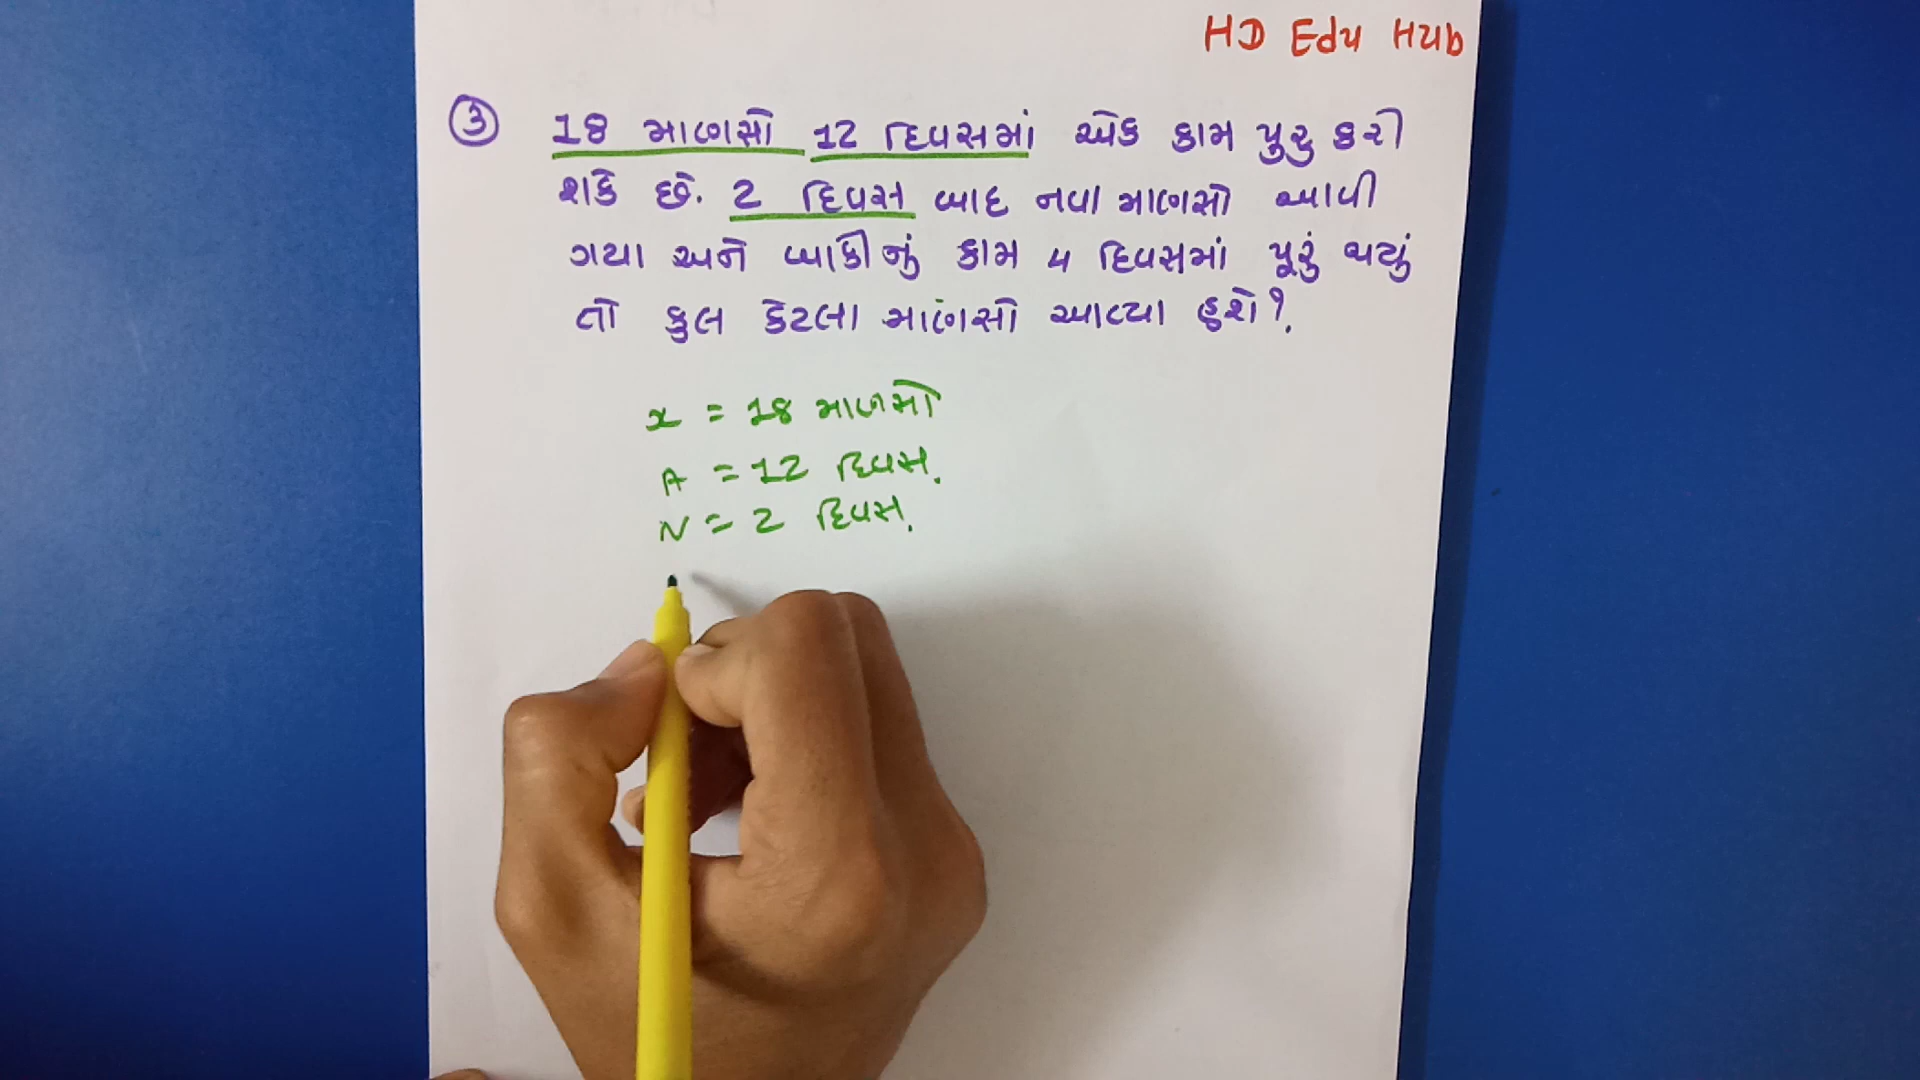 HD Edu Hub
③ 18 માણસો 12 દિવસમાં એક કામ પુરુ કરી
શકે છે. 2 દિવસ બાદ નવા માણસો આવી
ગયા અને બાકીનું કામ 4 દિવસમાં પૂરું થયું
તો કુલ કેટલા માણસો આવ્યા હશે?
x = 18 માણસો
A = 12 દિવસ.
N = 2 દિવસ.